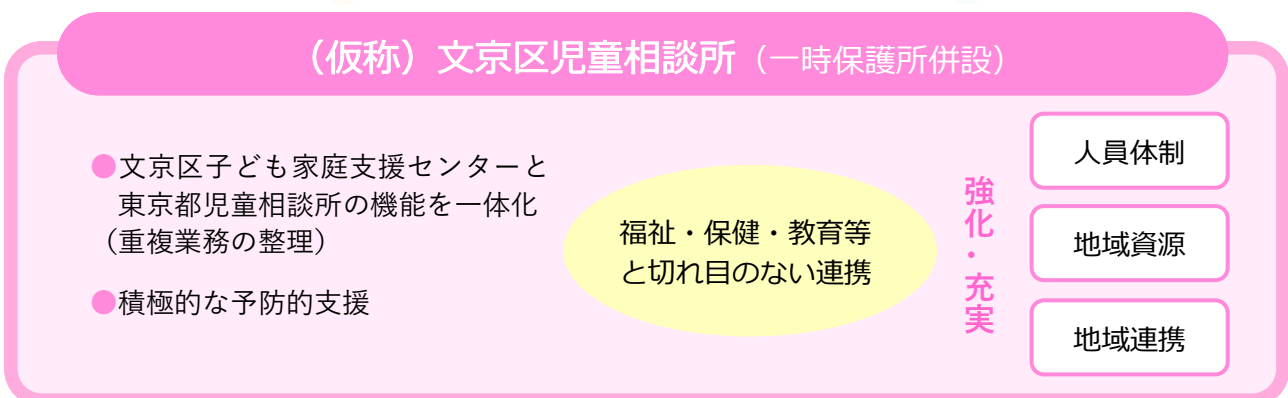 （仮称）文京区児童相談所（一時保護所併設）
●文京区子ども家庭支援センターと
東京都児童相談所の機能を一体化
（重複業務の整理）
●積極的な予防的支援
福祉・保健・教育等
と切れ目のない連携
強化・充実
人員体制
地域資源
地域連携